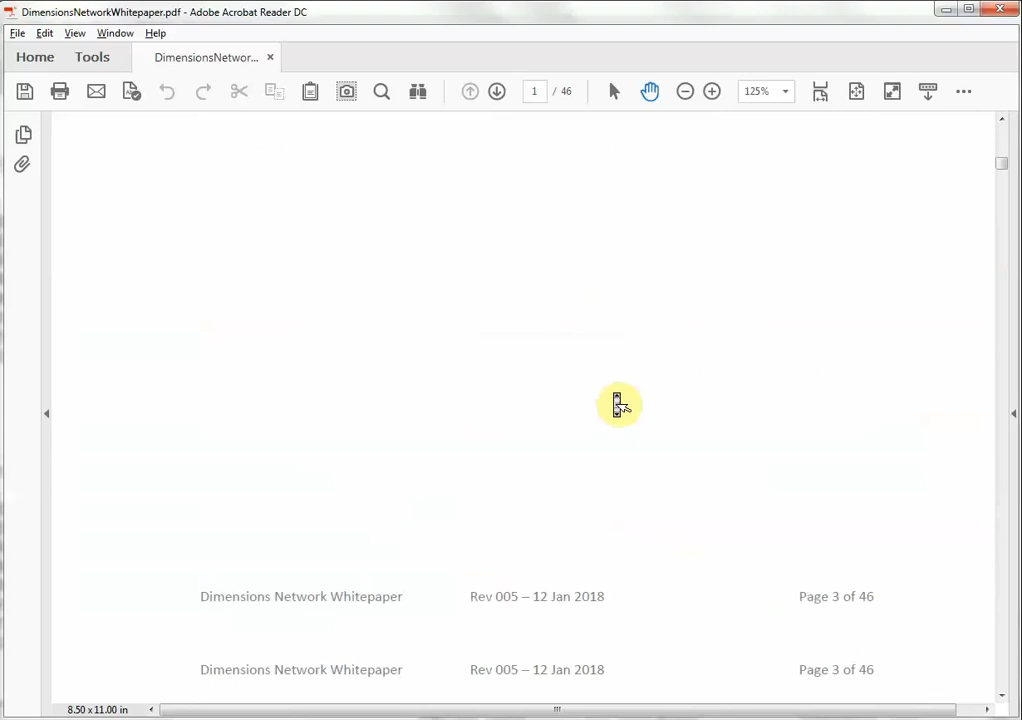 DimensionsNetworkWhitepaper.pdf - Adobe Acrobat Reader DC
File Edit View Window Help
Home Tools DimensionsNetwor... ×
1 / 46 125%
Dimensions Network Whitepaper Rev 005 – 12 Jan 2018 Page 3 of 46
Dimensions Network Whitepaper Rev 005 – 12 Jan 2018 Page 3 of 46
8.50 x 11.00 in